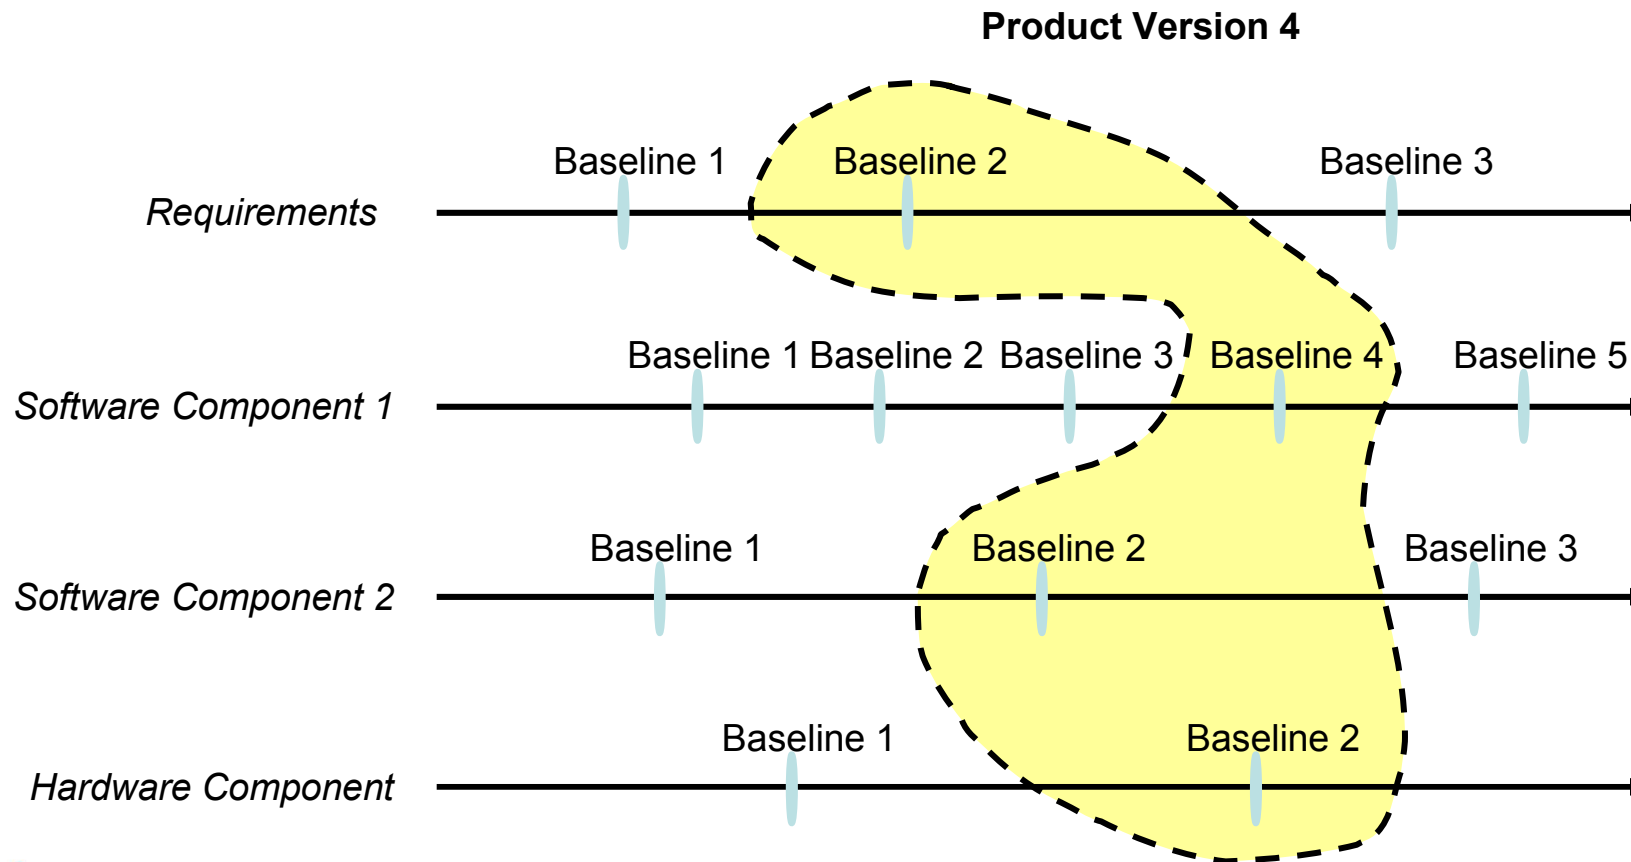 Product Version 4
Baseline 1 Baseline 2 Baseline 3
Requirements
Baseline 1 Baseline 2 Baseline 3 Baseline 4 Baseline 5
Software Component 1
Baseline 1 Baseline 2 Baseline 3
Software Component 2
Baseline 1 Baseline 2
Hardware Component